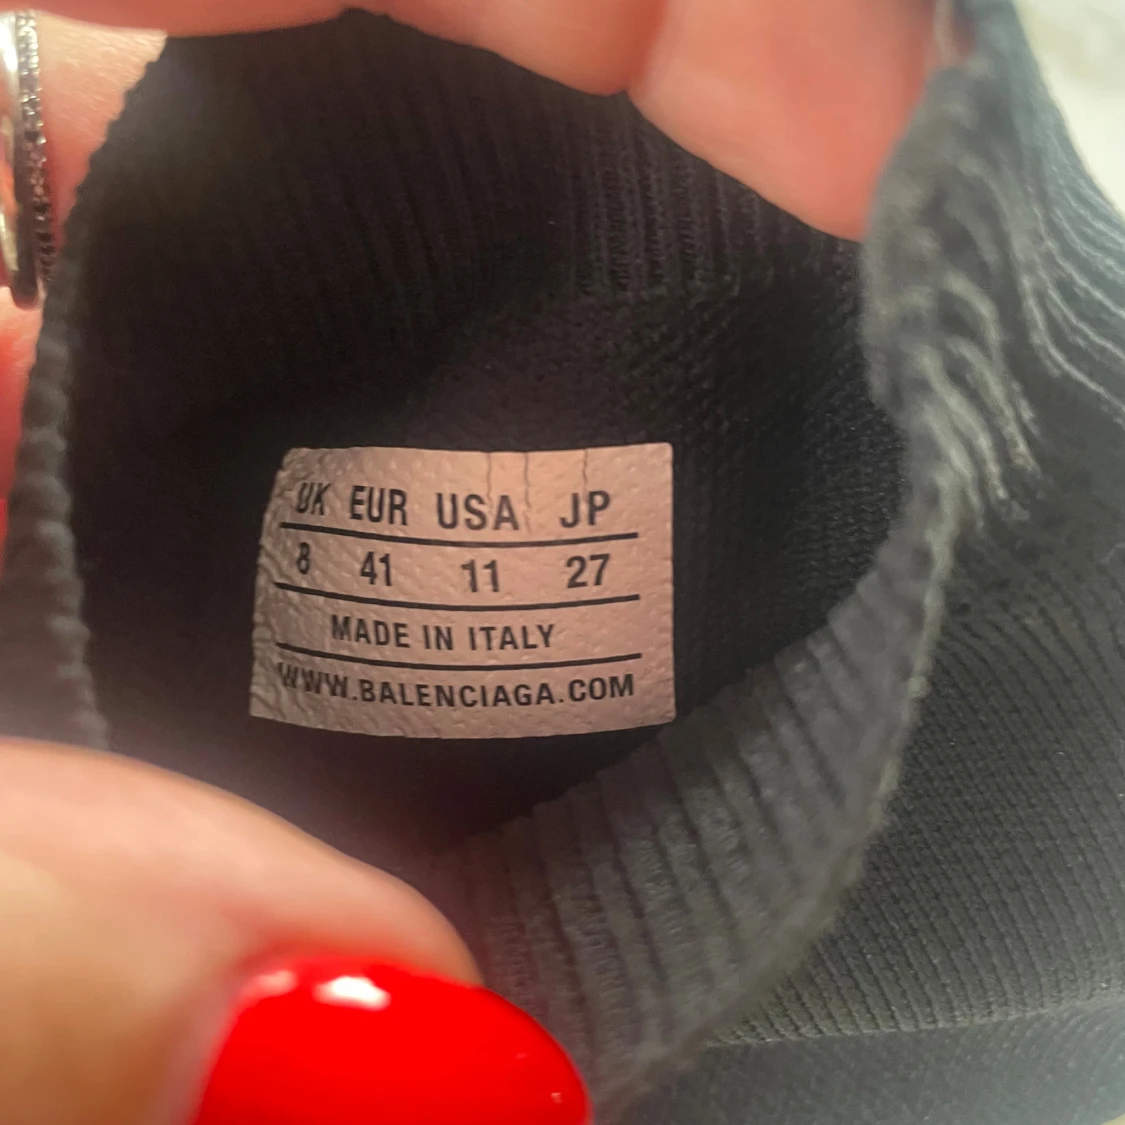 UK EUR USA JP
8 41 11 27
MADE IN ITALY
WWW.BALENCIAGA.COM